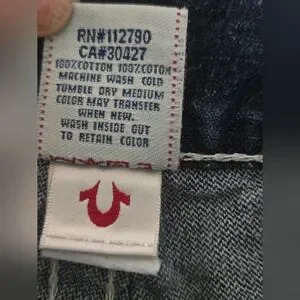 RN#112790
CA#30427
100%COTTON 100%COTON
MACHINE WASH COLD
TUMBLE DRY MEDIUM
COLOR MAY TRANSFER
WHEN NEW.
WASH INSIDE OUT
TO RETAIN COLOR